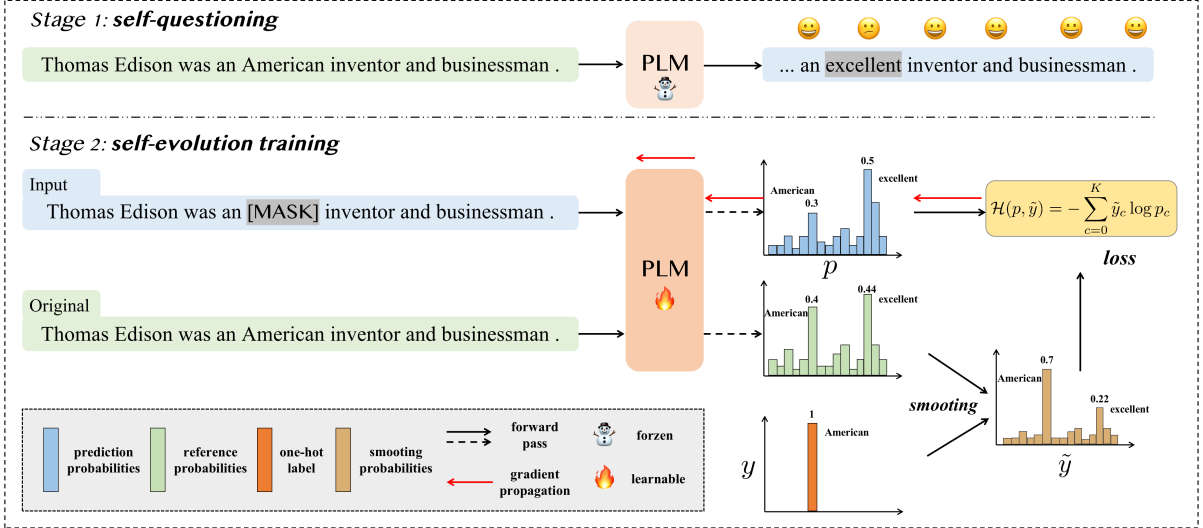 Stage 1: self-questioning
Thomas Edison was an American inventor and businessman .
PLM
... an excellent inventor and businessman .
Stage 2: self-evolution training
Input
Thomas Edison was an [MASK] inventor and businessman .
PLM
American
0.3
0.5
excellent
p
H(p, ỹ) = − ∑_{c=0}^{K} ỹ_c log p_c
loss
Original
Thomas Edison was an American inventor and businessman .
American
0.4
0.44
excellent
smooting
American
0.7
0.22
excellent
ỹ
1
American
y
prediction
probabilities
reference
probabilities
one-hot
label
smooting
probabilities
forward
pass
gradient
propagation
forzen
learnable